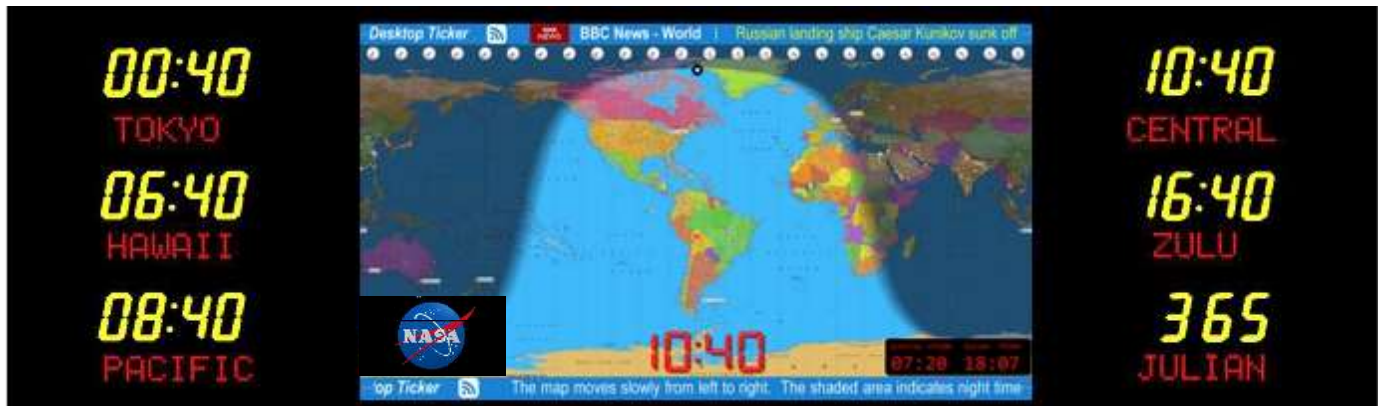 00:40
TOKYO
06:40
HAWAII
08:40
PACIFIC
Desktop Ticker NEWS BBC News - World | Russian landing ship Caesar Kunikov sunk off
NASA
10:40
07:20 18:07
'op Ticker The map moves slowly from left to right. The shaded area indicates night time
10:40
CENTRAL
16:40
ZULU
365
JULIAN